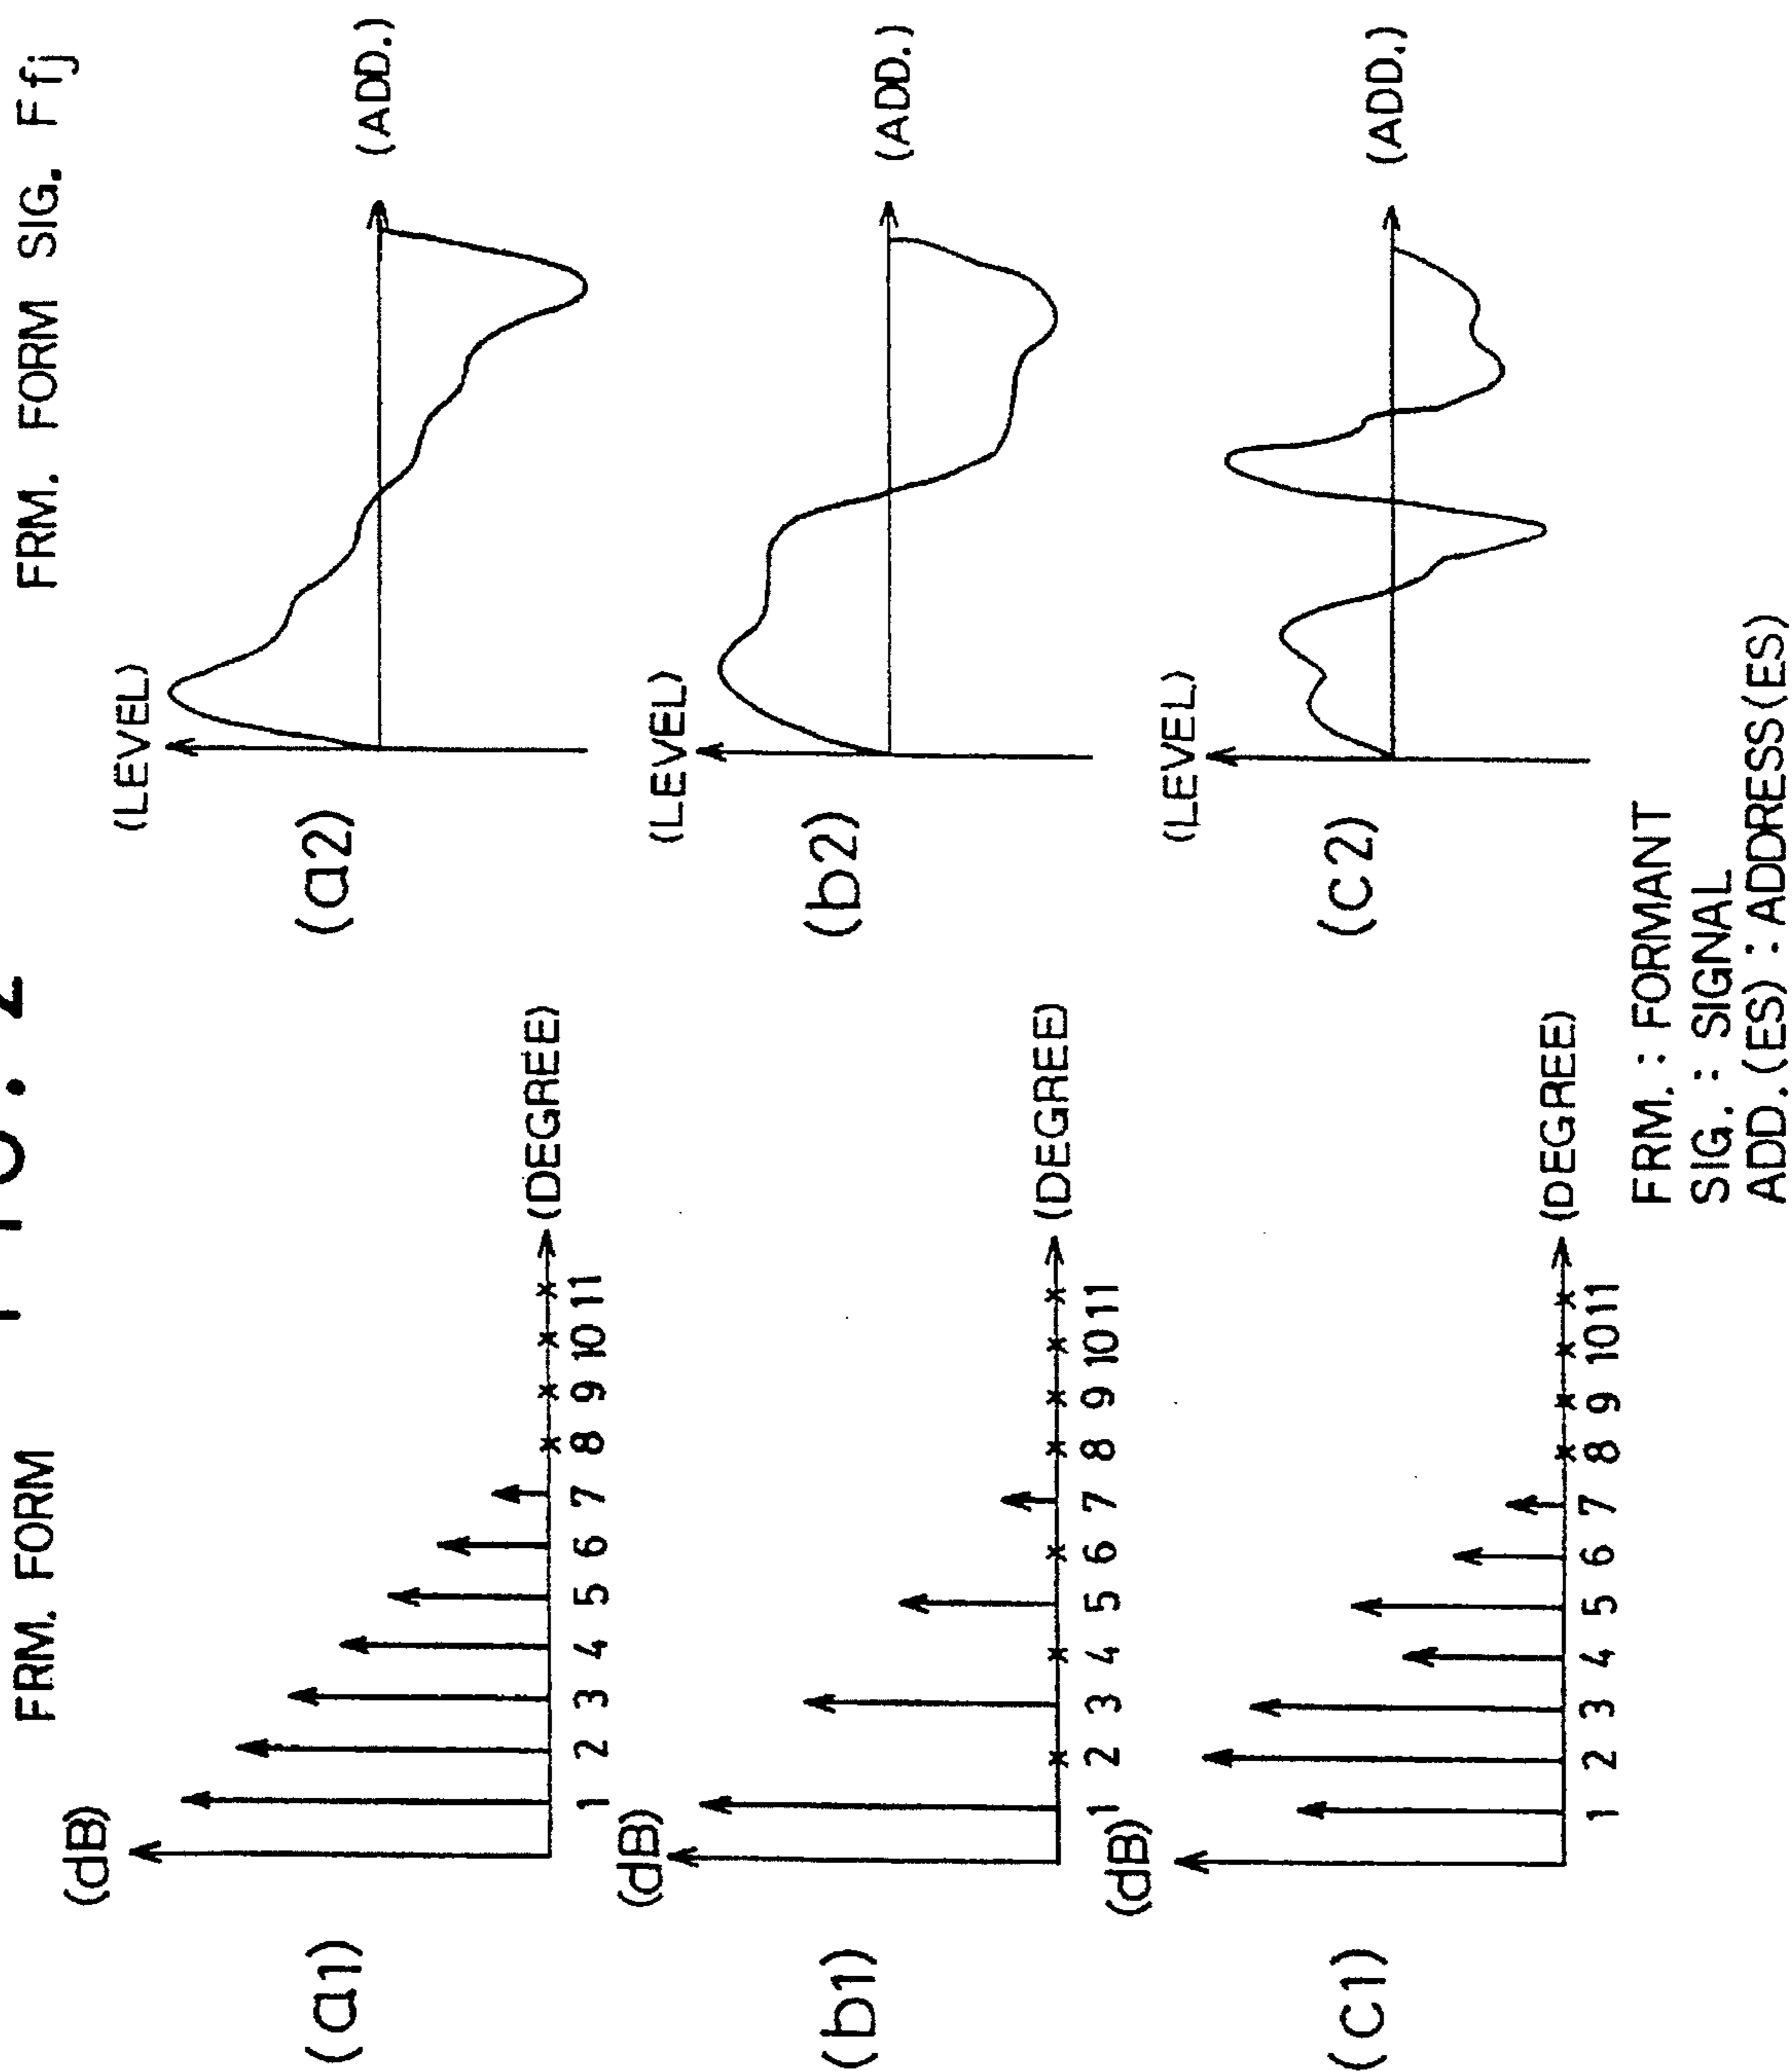 FIG. 2
FRM. FORM
FRM. FORM SIG. Ffj
(a1)
(dB)
1 2 3 4 5 6 7 8 9 10 11
(DEGREE)
(a2)
(LEVEL)
(ADD.)
(b1)
(dB)
1 2 3 4 5 6 7 8 9 10 11
(DEGREE)
(b2)
(LEVEL)
(ADD.)
(c1)
(dB)
1 2 3 4 5 6 7 8 9 10 11
(DEGREE)
(c2)
(LEVEL)
(ADD.)
FRM. : FORMANT
SIG. : SIGNAL
ADD.(ES) : ADDRESS(ES)